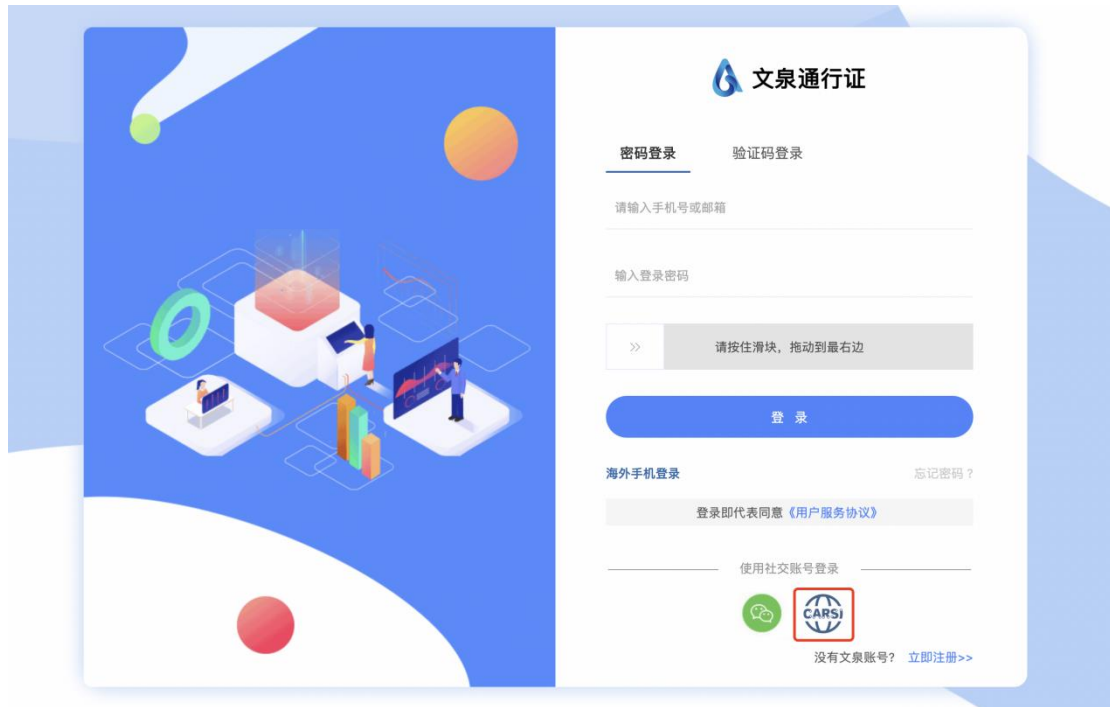 文泉通行证
密码登录 验证码登录
请输入手机号或邮箱
输入登录密码
>> 请按住滑块，拖动到最右边
登 录
海外手机登录 忘记密码？
登录即代表同意《用户服务协议》
使用社交账号登录
CARSI
没有文泉账号？ 立即注册>>